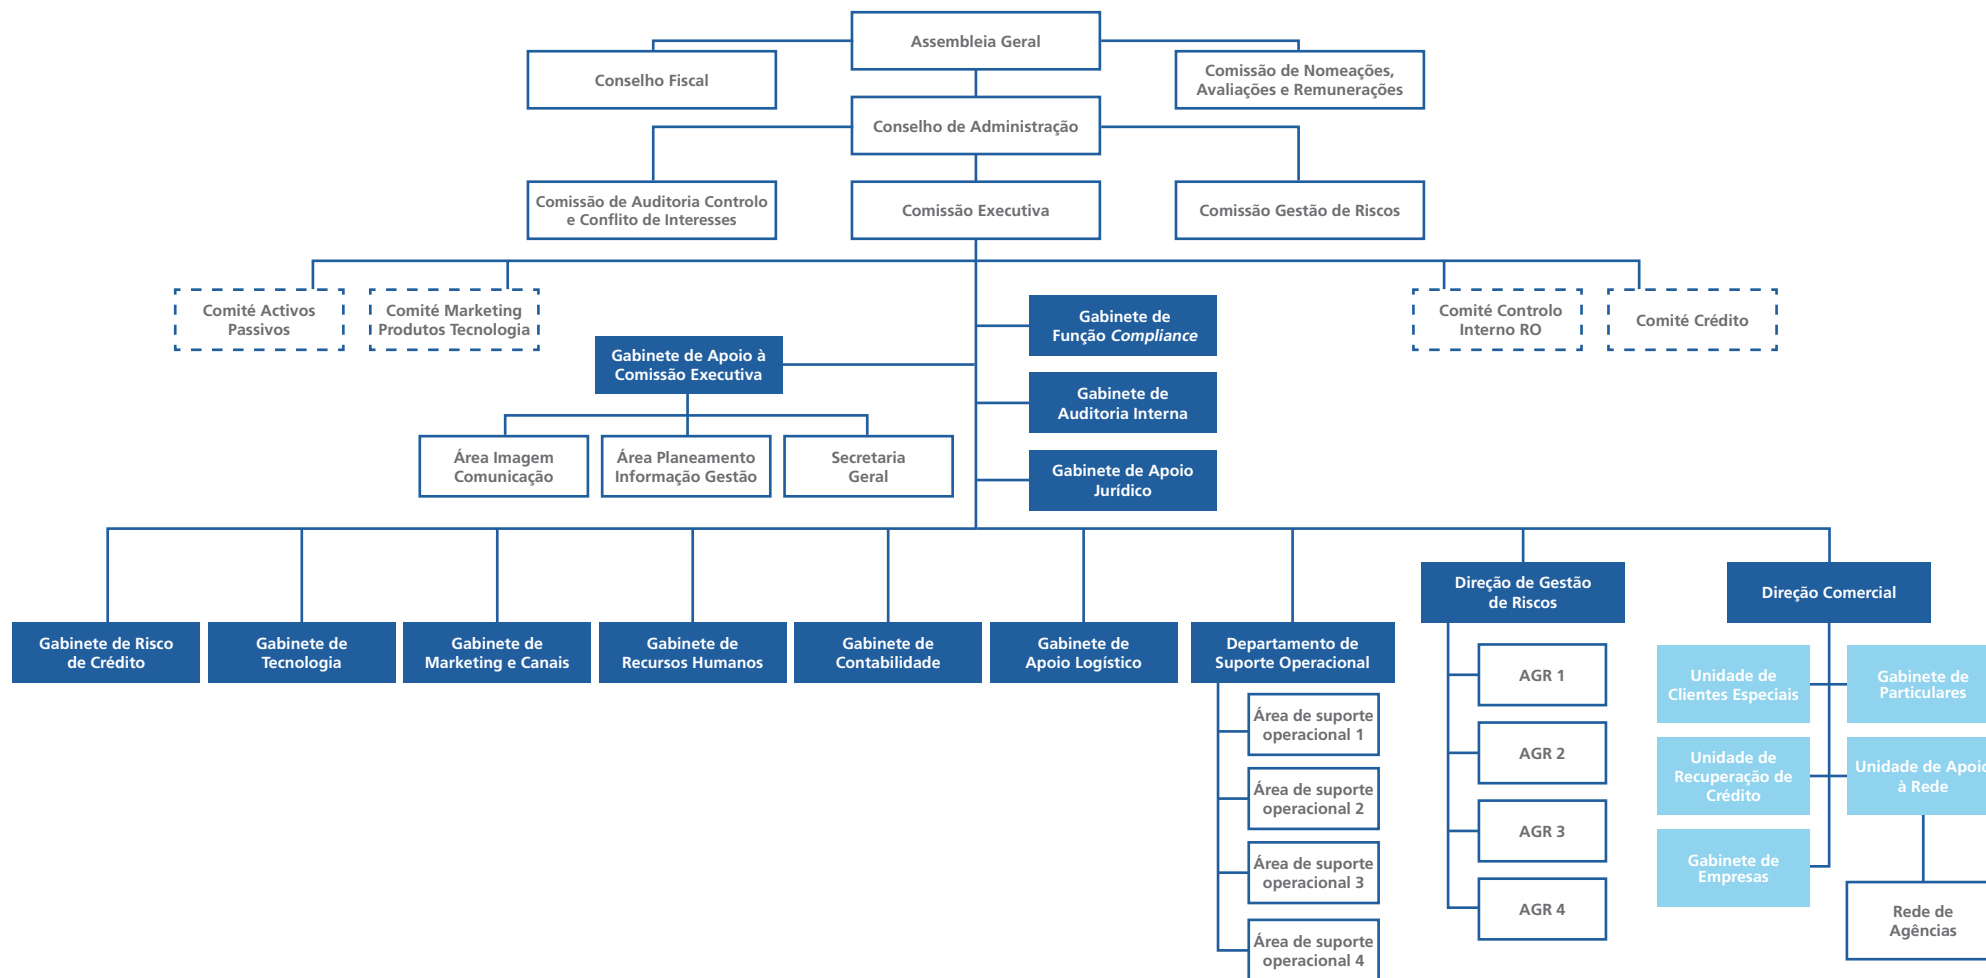 Assembleia Geral
Conselho Fiscal
Comissão de Nomeações,
Avaliações e Remunerações
Conselho de Administração
Comissão de Auditoria Controlo
e Conflito de Interesses
Comissão Executiva
Comissão Gestão de Riscos
Comité Activos
Passivos
Comité Marketing
Produtos Tecnologia
Gabinete de
Função Compliance
Comité Controlo
Interno RO
Comité Crédito
Gabinete de Apoio à
Comissão Executiva
Gabinete de
Auditoria Interna
Área Imagem
Comunicação
Área Planeamento
Informação Gestão
Secretaria
Geral
Gabinete de Apoio
Jurídico
Direção de Gestão
de Riscos
Direção Comercial
Gabinete de Risco
de Crédito
Gabinete de
Tecnologia
Gabinete de
Marketing e Canais
Gabinete de
Recursos Humanos
Gabinete de
Contabilidade
Gabinete de
Apoio Logístico
Departamento de
Suporte Operacional
Área de suporte
operacional 1
Área de suporte
operacional 2
Área de suporte
operacional 3
Área de suporte
operacional 4
AGR 1
AGR 2
AGR 3
AGR 4
Unidade de
Clientes Especiais
Gabinete de
Particulares
Unidade de
Recuperação de
Crédito
Unidade de Apoio
à Rede
Gabinete de
Empresas
Rede de
Agências